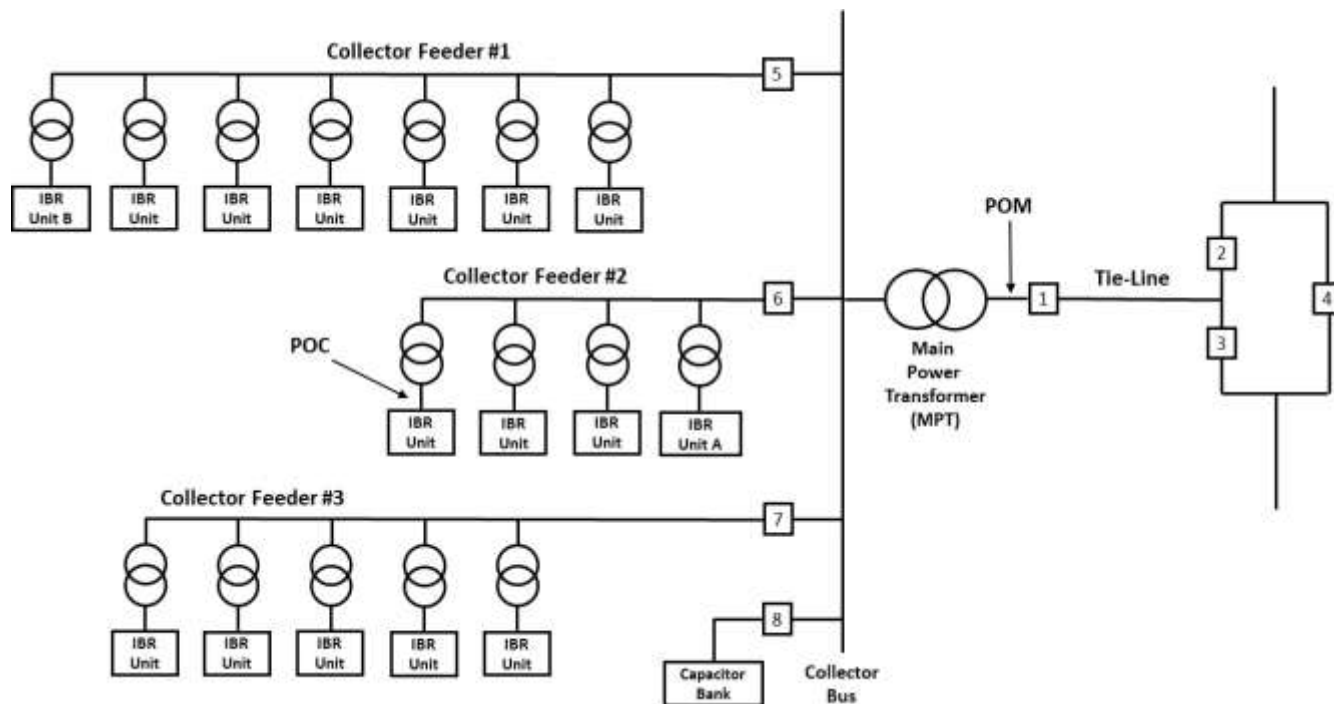 Collector Feeder #1
5
IBR
Unit B
IBR
Unit
IBR
Unit
IBR
Unit
IBR
Unit
IBR
Unit
IBR
Unit
POM
2
Collector Feeder #2
6
1
Tie-Line
4
3
POC
Main
Power
Transformer
(MPT)
IBR
Unit
IBR
Unit
IBR
Unit
IBR
Unit A
Collector Feeder #3
7
IBR
Unit
IBR
Unit
IBR
Unit
IBR
Unit
IBR
Unit
8
Capacitor
Bank
Collector
Bus